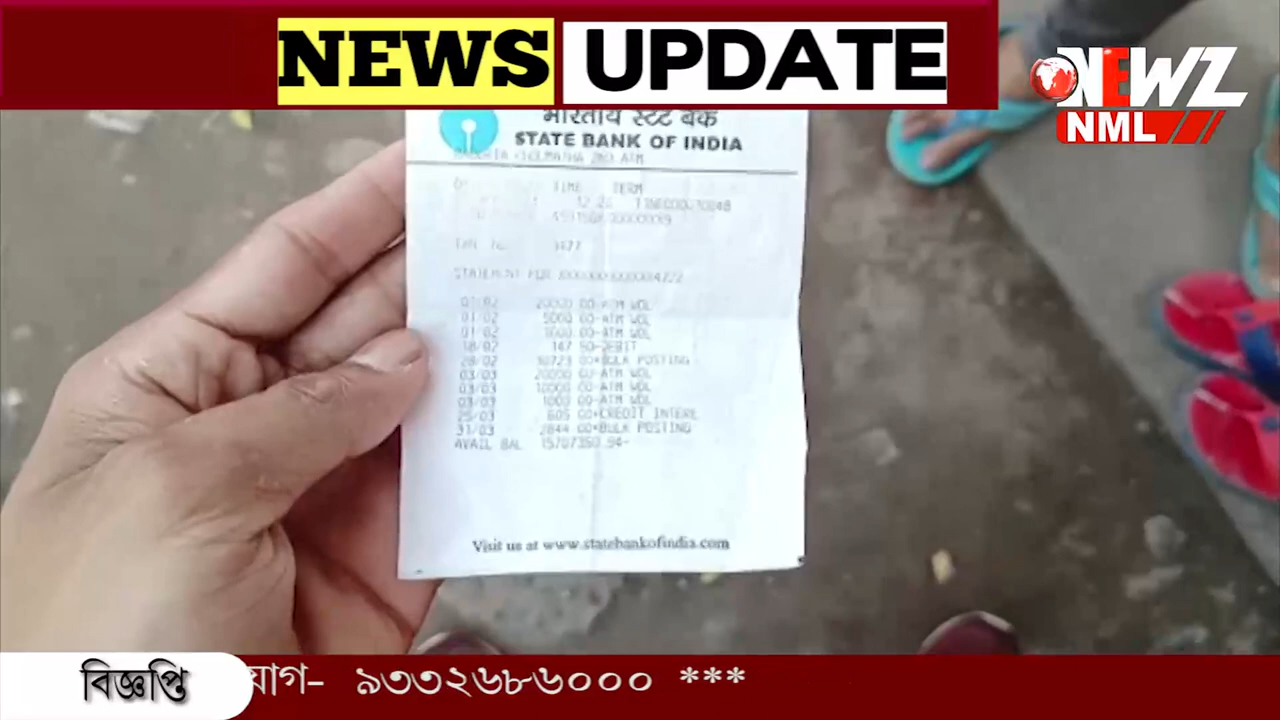 NEWS UPDATE
NEWZ
NML
भारतीय स्टेट बैंक
STATE BANK OF INDIA
2ND ATM
TIME TERM
3477
STATEMENT FOR
01/02 20000 00-ATM WDL
01/02 5000 00-ATM WDL
01/02 00-ATM WDL
18/02 147 50-DEBIT
28/02 00+BULK POSTING
03/03 20000 00-ATM WDL
03/03 10000 00-ATM WDL
03/03 1000 00-ATM WDL
25/03 605 00+CREDIT INTERE
31/03 2844 00+BULK POSTING
AVAIL BAL 15707350.94-
Visit us at www.statebankofindia.com
বিজ্ঞপ্তি যোগ- ৯৩৩২৬৮৬০০০ ***